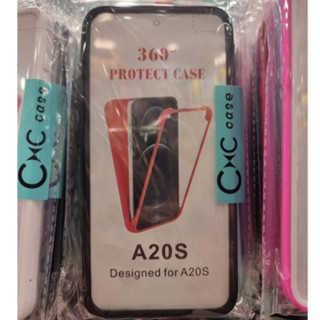 360°
PROTECT CASE
CXC case
CXC case
A20S
Designed for A20S